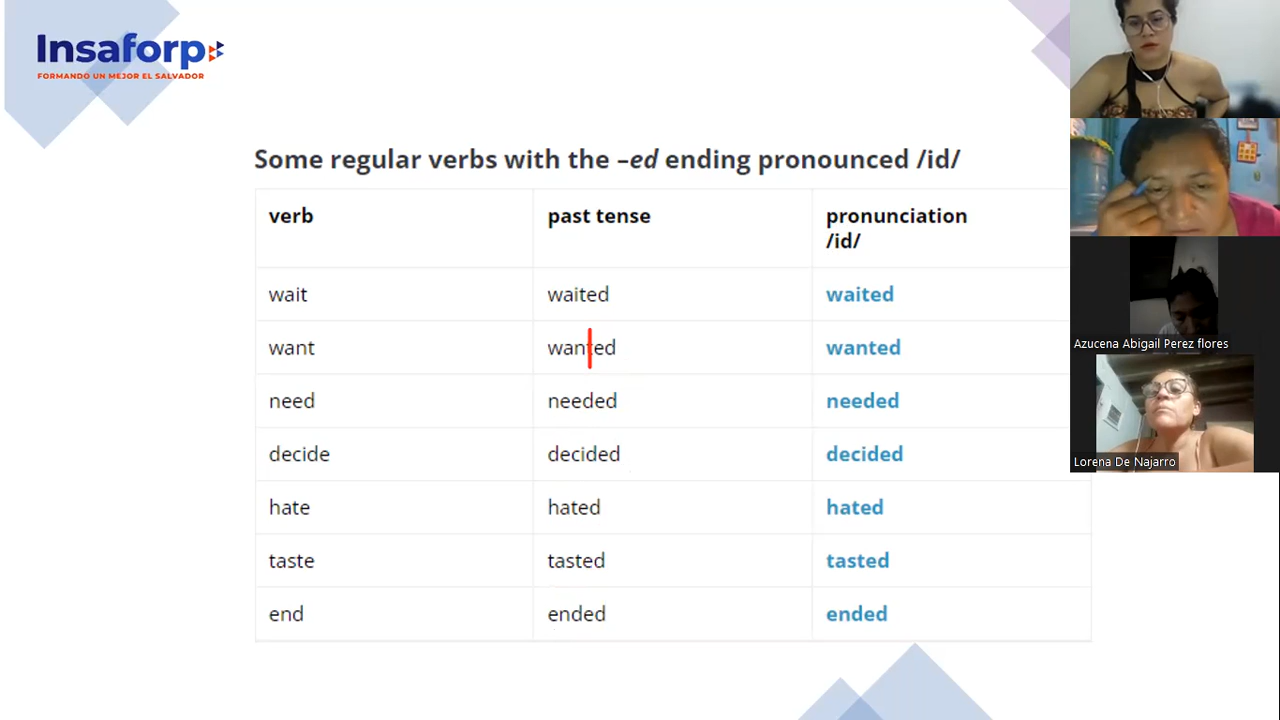 Insaforp
FORMANDO UN MEJOR EL SALVADOR
Some regular verbs with the –ed ending pronounced /id/
verb past tense pronunciation /id/
wait waited waited
want wanted wanted
need needed needed
decide decided decided
hate hated hated
taste tasted tasted
end ended ended
Azucena Abigail Perez flores
Lorena De Najarro